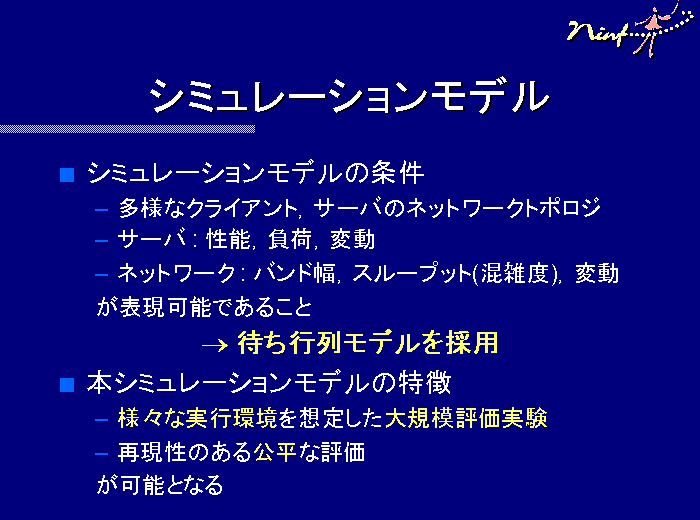 Ninf
シミュレーションモデル
■ シミュレーションモデルの条件
– 多様なクライアント, サーバのネットワークトポロジ
– サーバ : 性能, 負荷, 変動
– ネットワーク : バンド幅, スループット(混雑度), 変動
が表現可能であること
→ 待ち行列モデルを採用
■ 本シミュレーションモデルの特徴
– 様々な実行環境を想定した大規模評価実験
– 再現性のある公平な評価
が可能となる